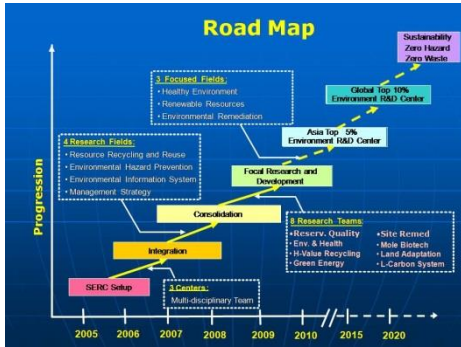 Road Map
Sustainability
Zero Hazard
Zero Waste
3 Focused Fields:
• Healthy Environment
• Renewable Resources
• Environmental Remediation
Global Top 10%
Environment R&D Center
Asia Top 5%
Environment R&D Center
4 Research Fields:
• Resource Recycling and Reuse
• Environmental Hazard Prevention
• Environmental Information System
• Management Strategy
Focal Research and
Development
Consolidation
8 Research Teams:
•Reserv. Quality
• Env. & Health
• H-Value Recycling
• Green Energy
•Site Remed
• Mole Biotech
• Land Adaptation
• L-Carbon System
Integration
3 Centers:
Multi-disciplinary Team
SERC Setup
Progression
2005 2006 2007 2008 2009 2010 2015 2020